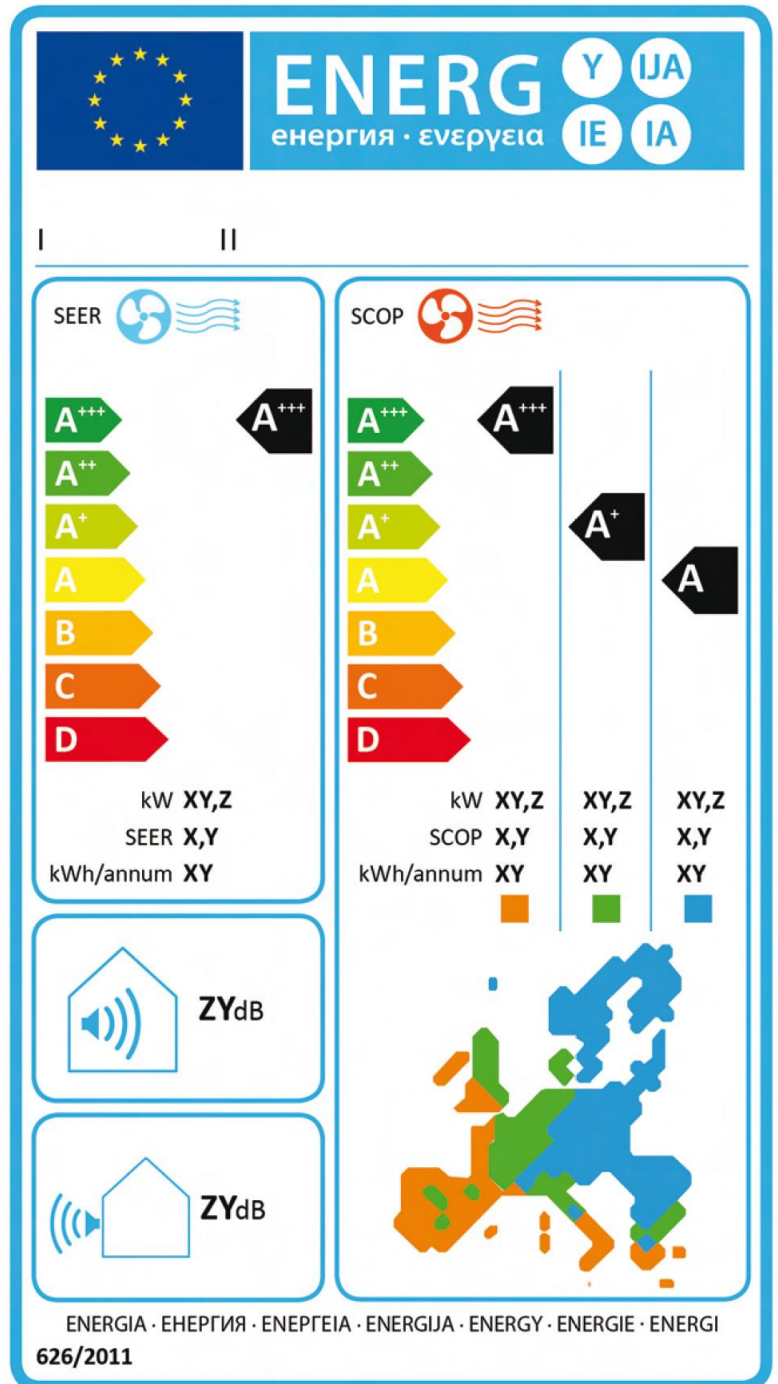 ENERG Y IJA
енергия · ενεργεια IE IA
I II
SEER
A+++ A+++
A++
A+
A
B
C
D
kW XY,Z
SEER X,Y
kWh/annum XY
SCOP
A+++ A+++
A++
A+ A+
A A
B
C
D
kW XY,Z XY,Z XY,Z
SCOP X,Y X,Y X,Y
kWh/annum XY XY XY
ZYdB
ZYdB
ENERGIA · ЕНЕРГИЯ · ΕΝΕΡΓΕΙΑ · ENERGIJA · ENERGY · ENERGIE · ENERGI
626/2011